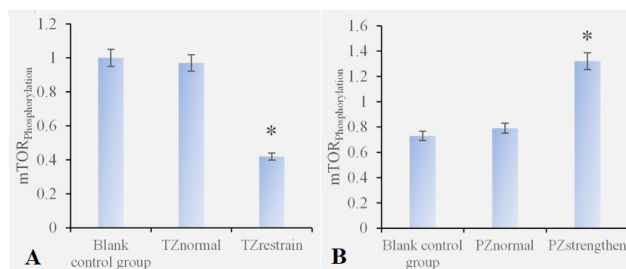 1.2
1
0.8
0.6
0.4
0.2
0
mTORPhosphorylation
*
Blank control group
TZnormal
TZrestrain
A
1.6
1.4
1.2
1
0.8
0.6
0.4
0.2
0
mTORPhosphorylation
*
Blank control group
PZnormal
PZstrengthen
B